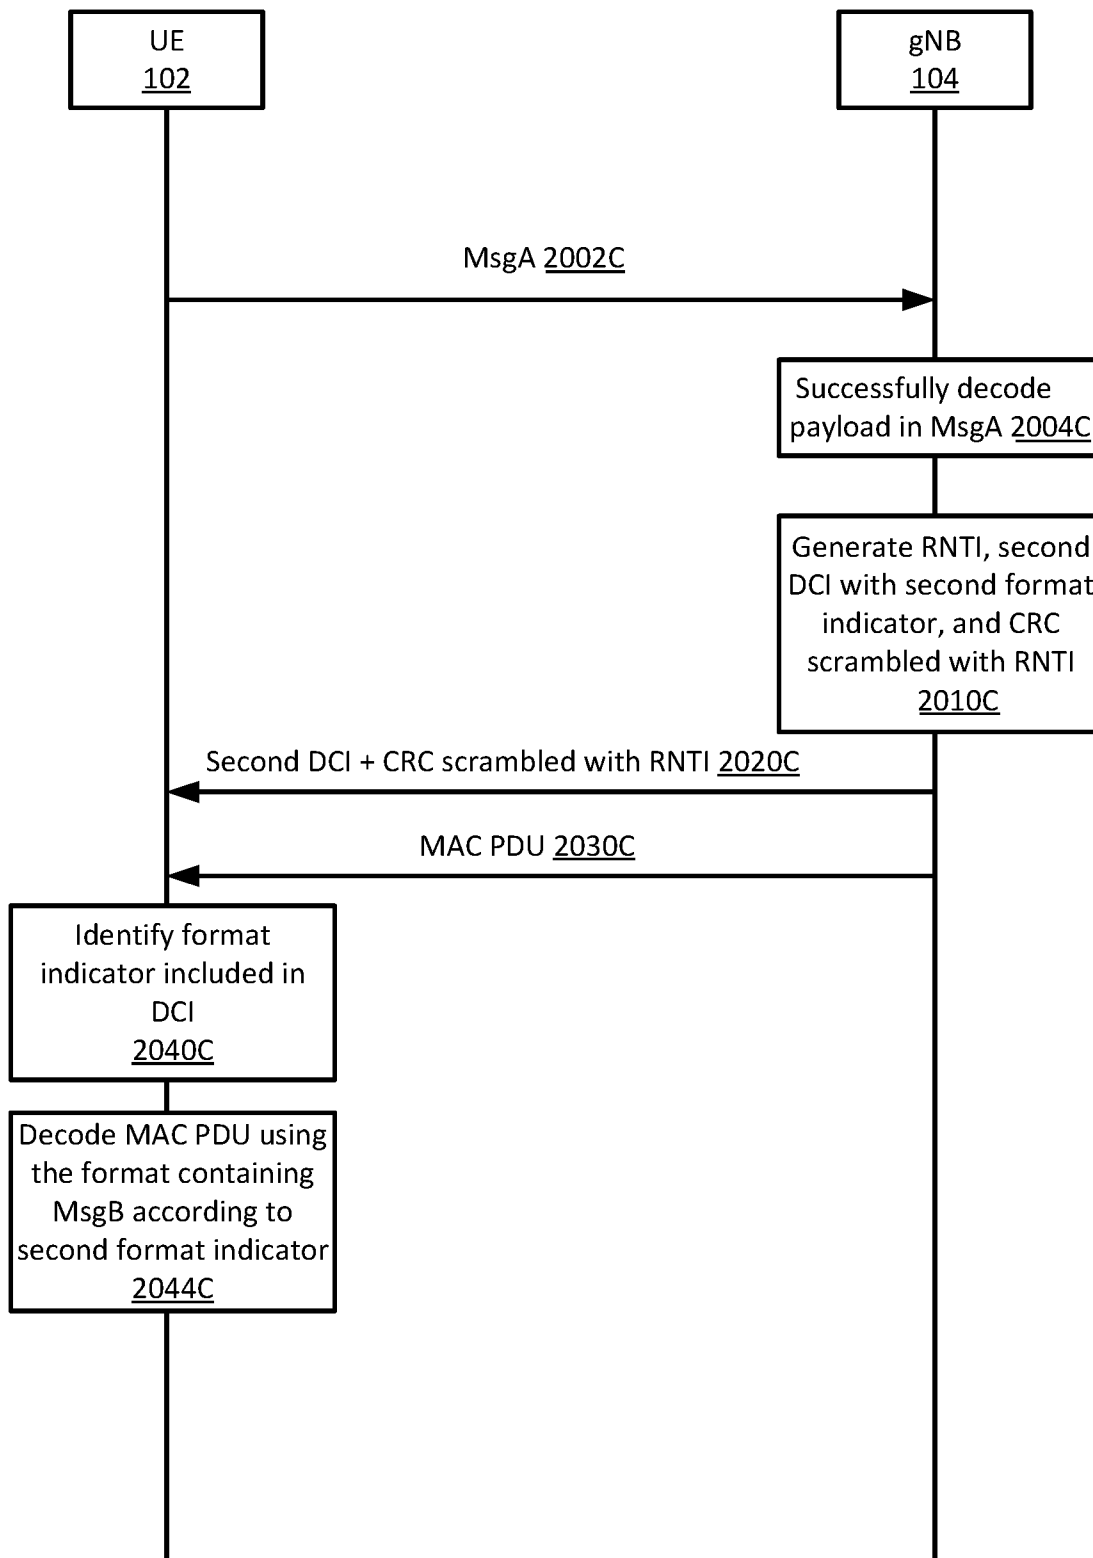 UE
102
gNB
104
MsgA 2002C
Successfully decode
payload in MsgA 2004C
Generate RNTI, second
DCI with second format
indicator, and CRC
scrambled with RNTI
2010C
Second DCI + CRC scrambled with RNTI 2020C
MAC PDU 2030C
Identify format
indicator included in
DCI
2040C
Decode MAC PDU using
the format containing
MsgB according to
second format indicator
2044C